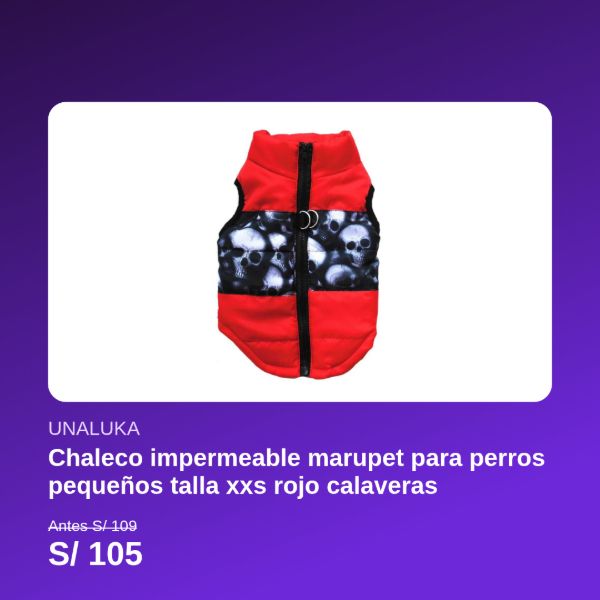 UNALUKA
Chaleco impermeable marupet para perros
pequeños talla xxs rojo calaveras
Antes S/ 109
S/ 105